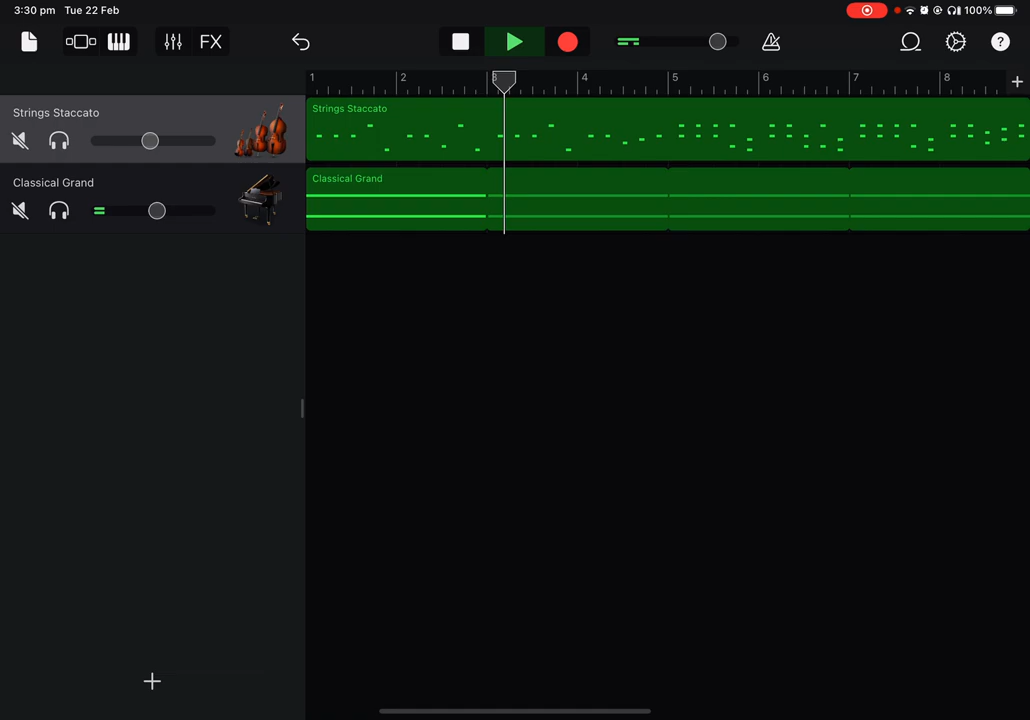 3:30 pm Tue 22 Feb
100%
FX
1 2 3 4 5 6 7 8
Strings Staccato
Strings Staccato
Classical Grand
Classical Grand